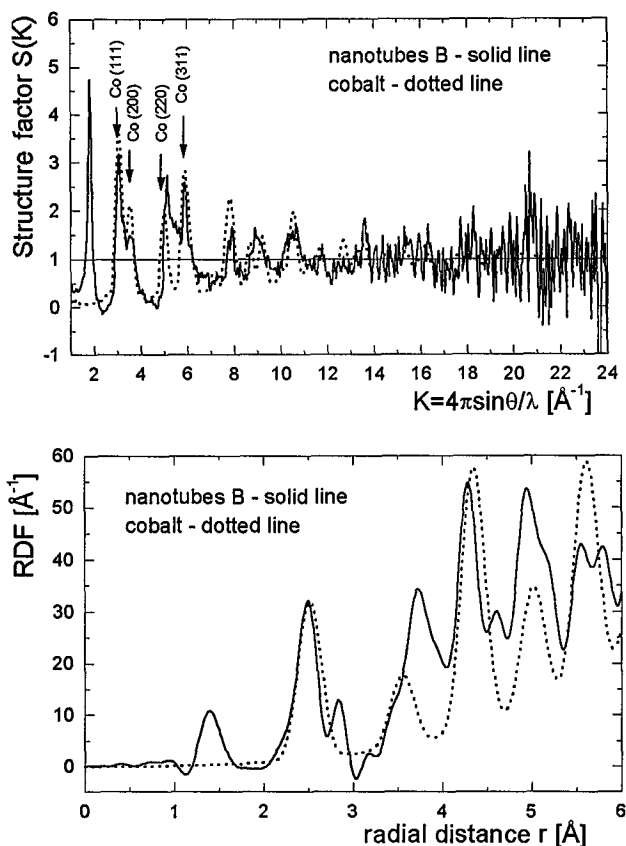 Structure factor S(K)
6
5
4
3
2
1
0
-1
Co (111)
Co (200)
Co (220)
Co (311)
nanotubes B - solid line
cobalt - dotted line
2 4 6 8 10 12 14 16 18 20 22 24
K=4πsinθ/λ [Å⁻¹]
RDF [Å⁻¹]
60
50
40
30
20
10
0
nanotubes B - solid line
cobalt - dotted line
0 1 2 3 4 5 6
radial distance r [Å]